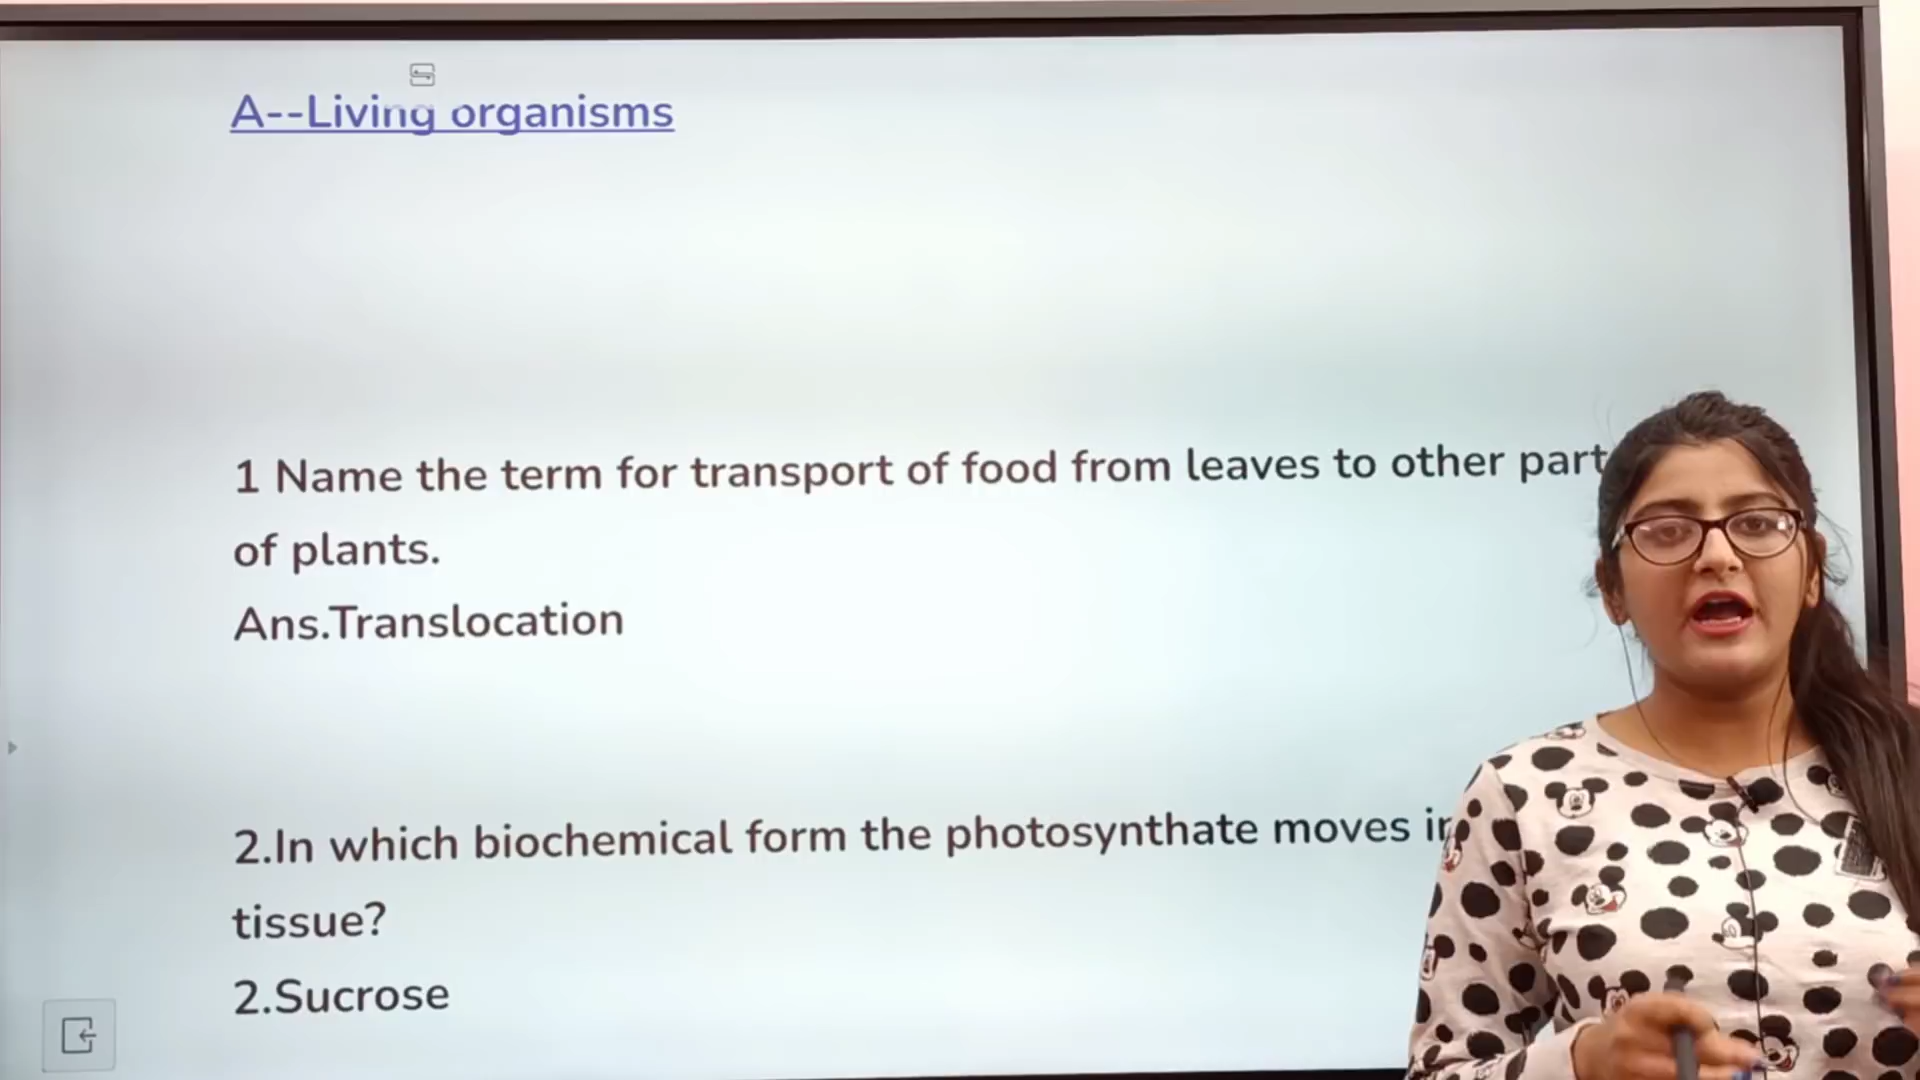 A--Living organisms
1 Name the term for transport of food from leaves to other part
of plants.
Ans.Translocation
2.In which biochemical form the photosynthate moves
tissue?
2.Sucrose